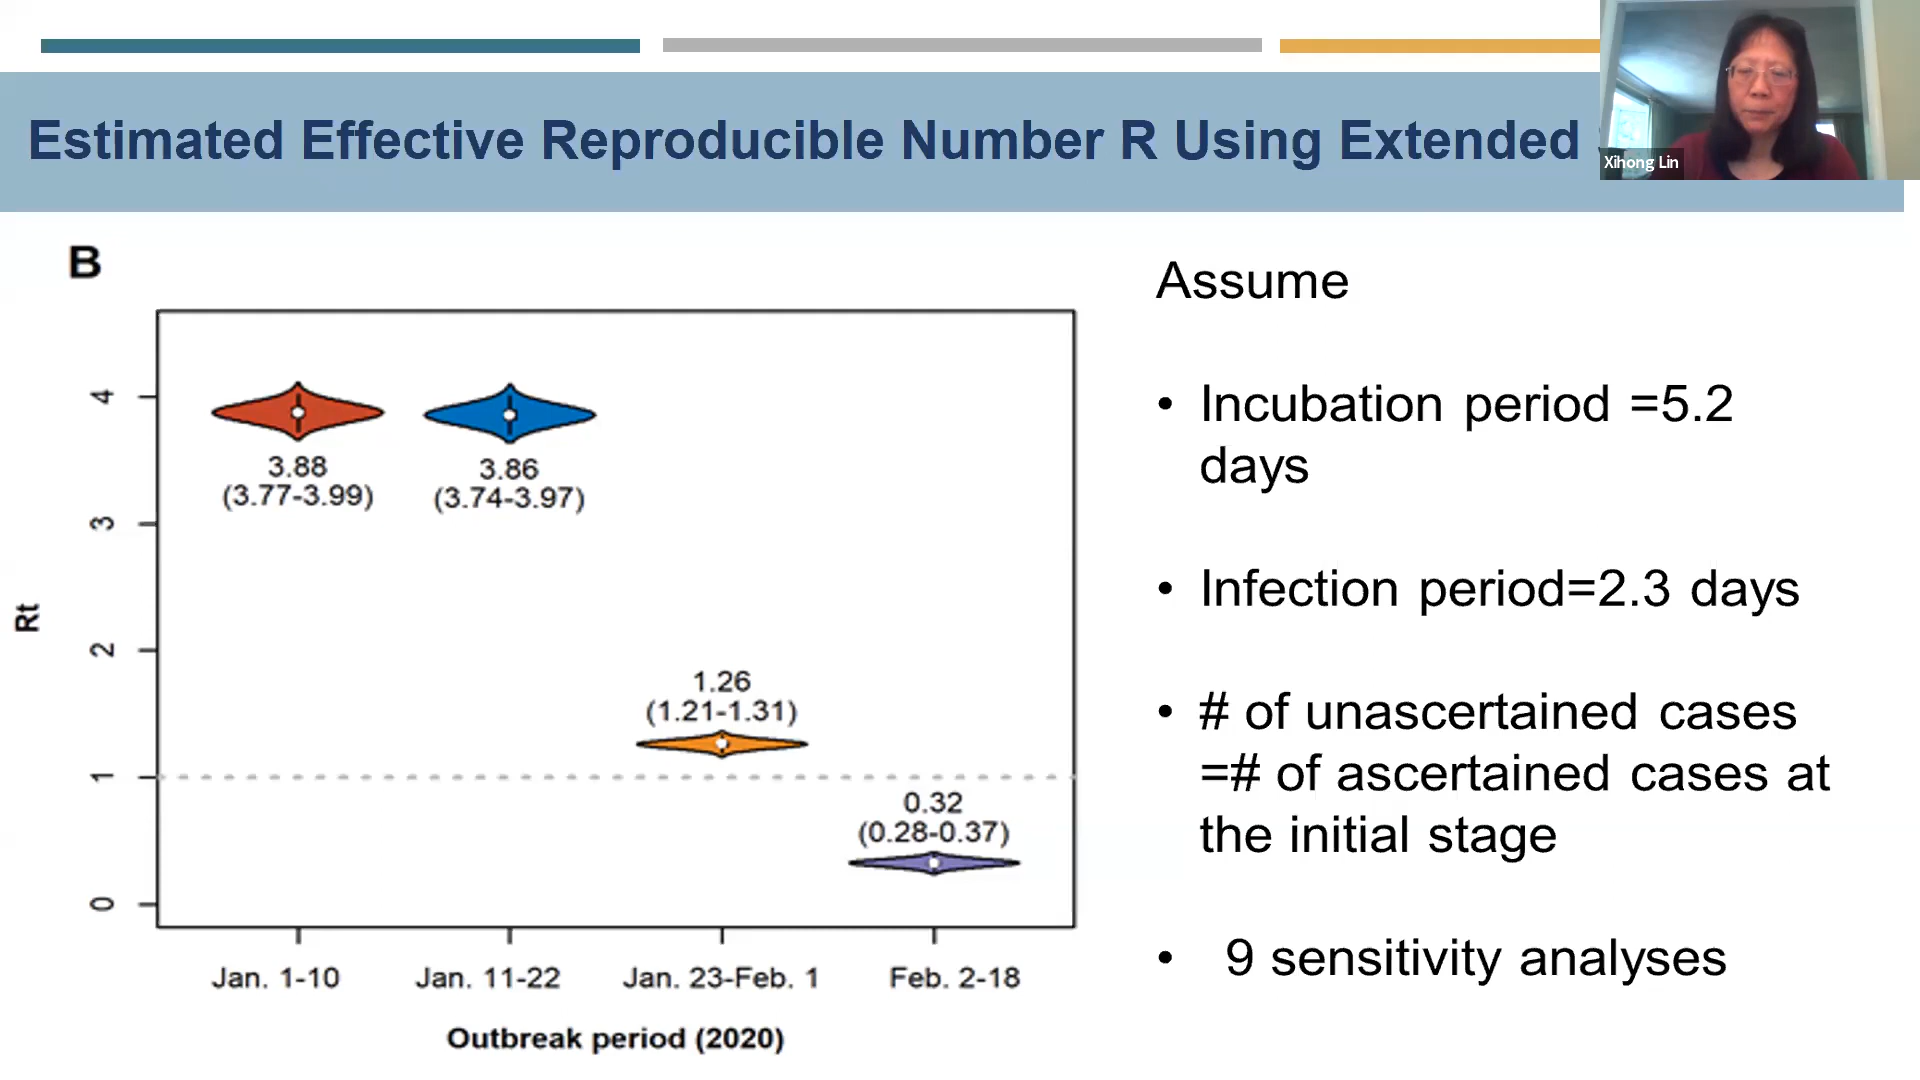 Estimated Effective Reproducible Number R Using Extended
Xihong Lin
B
Assume
• Incubation period =5.2
days
• Infection period=2.3 days
• # of unascertained cases
=# of ascertained cases at
the initial stage
• 9 sensitivity analyses
Rt
4
3
2
1
0
3.88
(3.77-3.99)
3.86
(3.74-3.97)
1.26
(1.21-1.31)
0.32
(0.28-0.37)
Jan. 1-10
Jan. 11-22
Jan. 23-Feb. 1
Feb. 2-18
Outbreak period (2020)